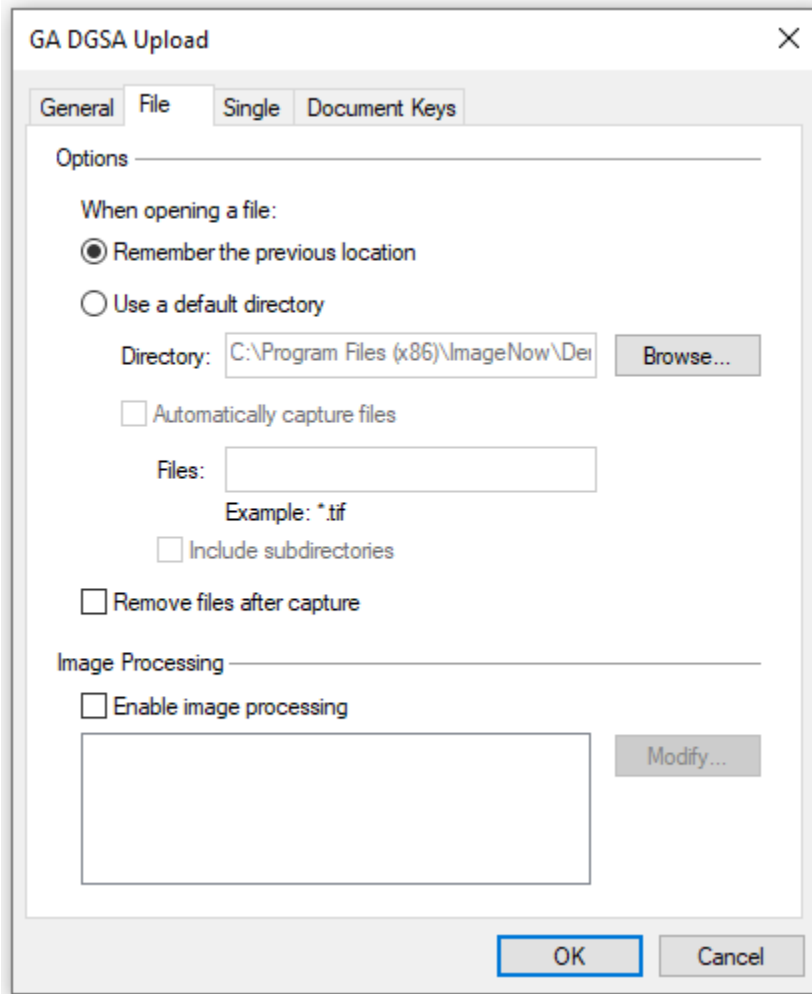 GA DGSA Upload
General File Single Document Keys
Options
When opening a file:
Remember the previous location
Use a default directory
Directory: C:\Program Files (x86)\ImageNow\Der Browse...
Automatically capture files
Files:
Example: *.tif
Include subdirectories
Remove files after capture
Image Processing
Enable image processing
Modify...
OK Cancel